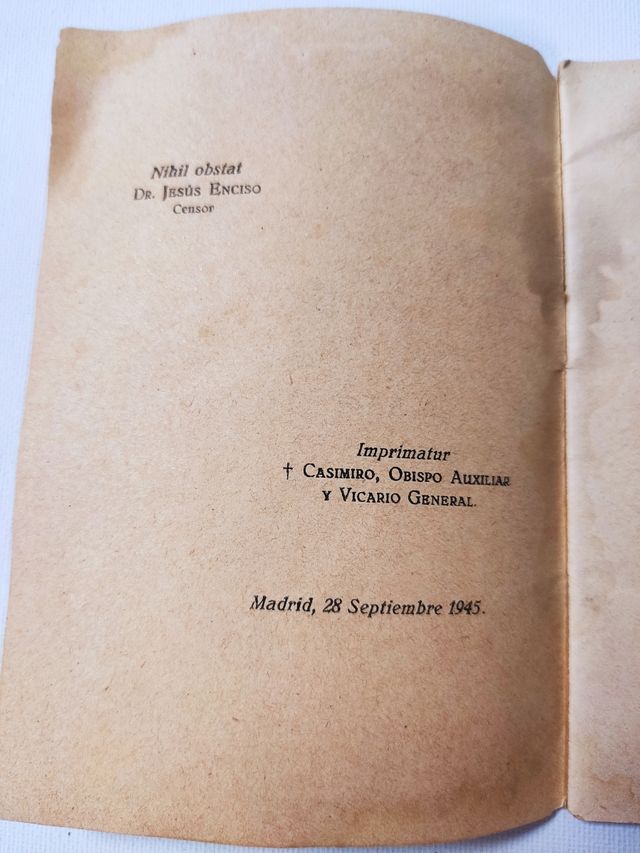 Nihil obstat
Dr. Jesús Enciso
Censor
Imprimatur
† Casimiro, Obispo Auxiliar
y Vicario General.
Madrid, 28 Septiembre 1945.